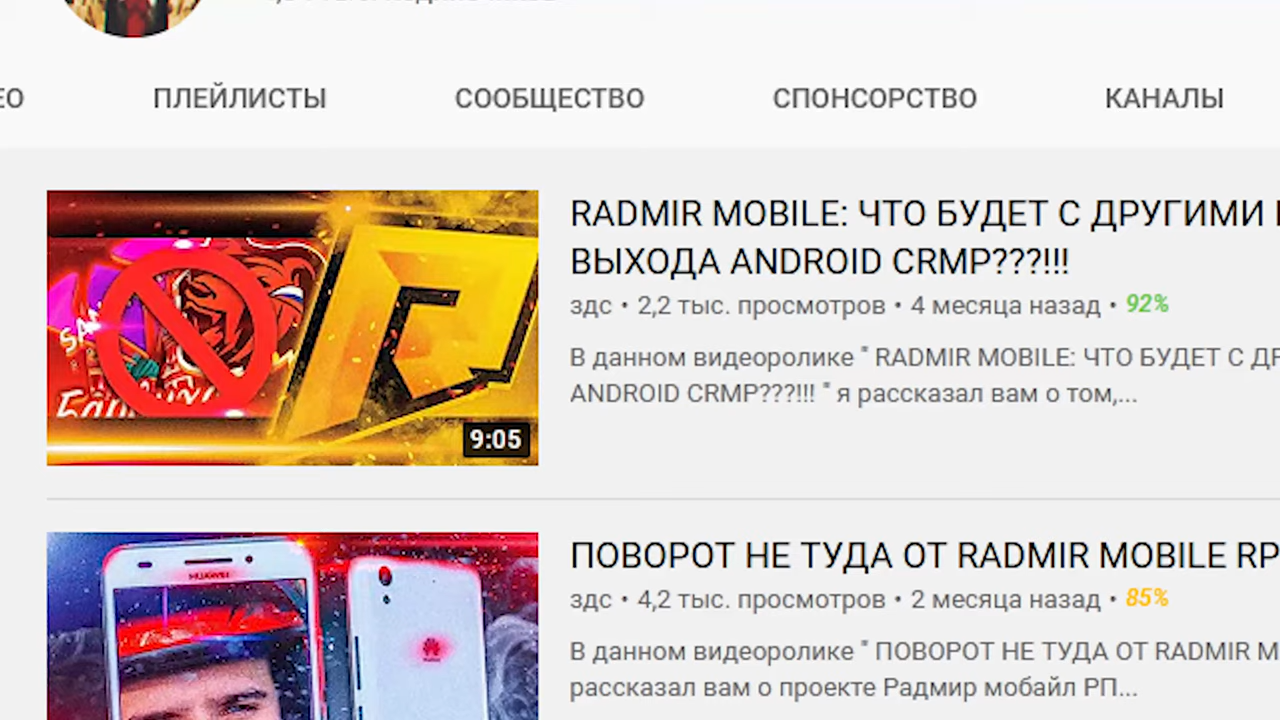 ЕО
ПЛЕЙЛИСТЫ
СООБЩЕСТВО
СПОНСОРСТВО
КАНАЛЫ
RADMIR MOBILE: ЧТО БУДЕТ С ДРУГИМИ
ВЫХОДА ANDROID CRMP???!!!
здс • 2,2 тыс. просмотров • 4 месяца назад • 92%
В данном видеоролике " RADMIR MOBILE: ЧТО БУДЕТ С ДР
ANDROID CRMP???!!! " я рассказал вам о том,...
9:05
ПОВОРОТ НЕ ТУДА ОТ RADMIR MOBILE RP
здс • 4,2 тыс. просмотров • 2 месяца назад • 85%
В данном видеоролике " ПОВОРОТ НЕ ТУДА ОТ RADMIR M
рассказал вам о проекте Радмир мобайл РП...
HUAWEI